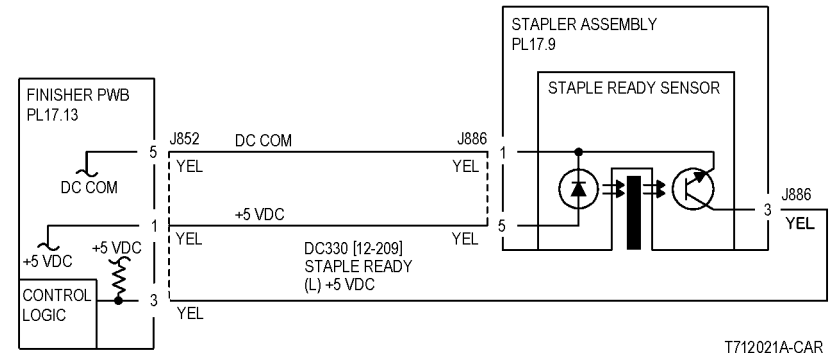 STAPLER ASSEMBLY
PL17.9
STAPLE READY SENSOR
FINISHER PWB
PL17.13
5
J852
DC COM
J886
1
YEL
YEL
DC COM
J886
3
YEL
1
+5 VDC
5
YEL
YEL
+5 VDC
+5 VDC
DC330 [12-209]
STAPLE READY
(L) +5 VDC
CONTROL
LOGIC
3
YEL
T712021A-CAR